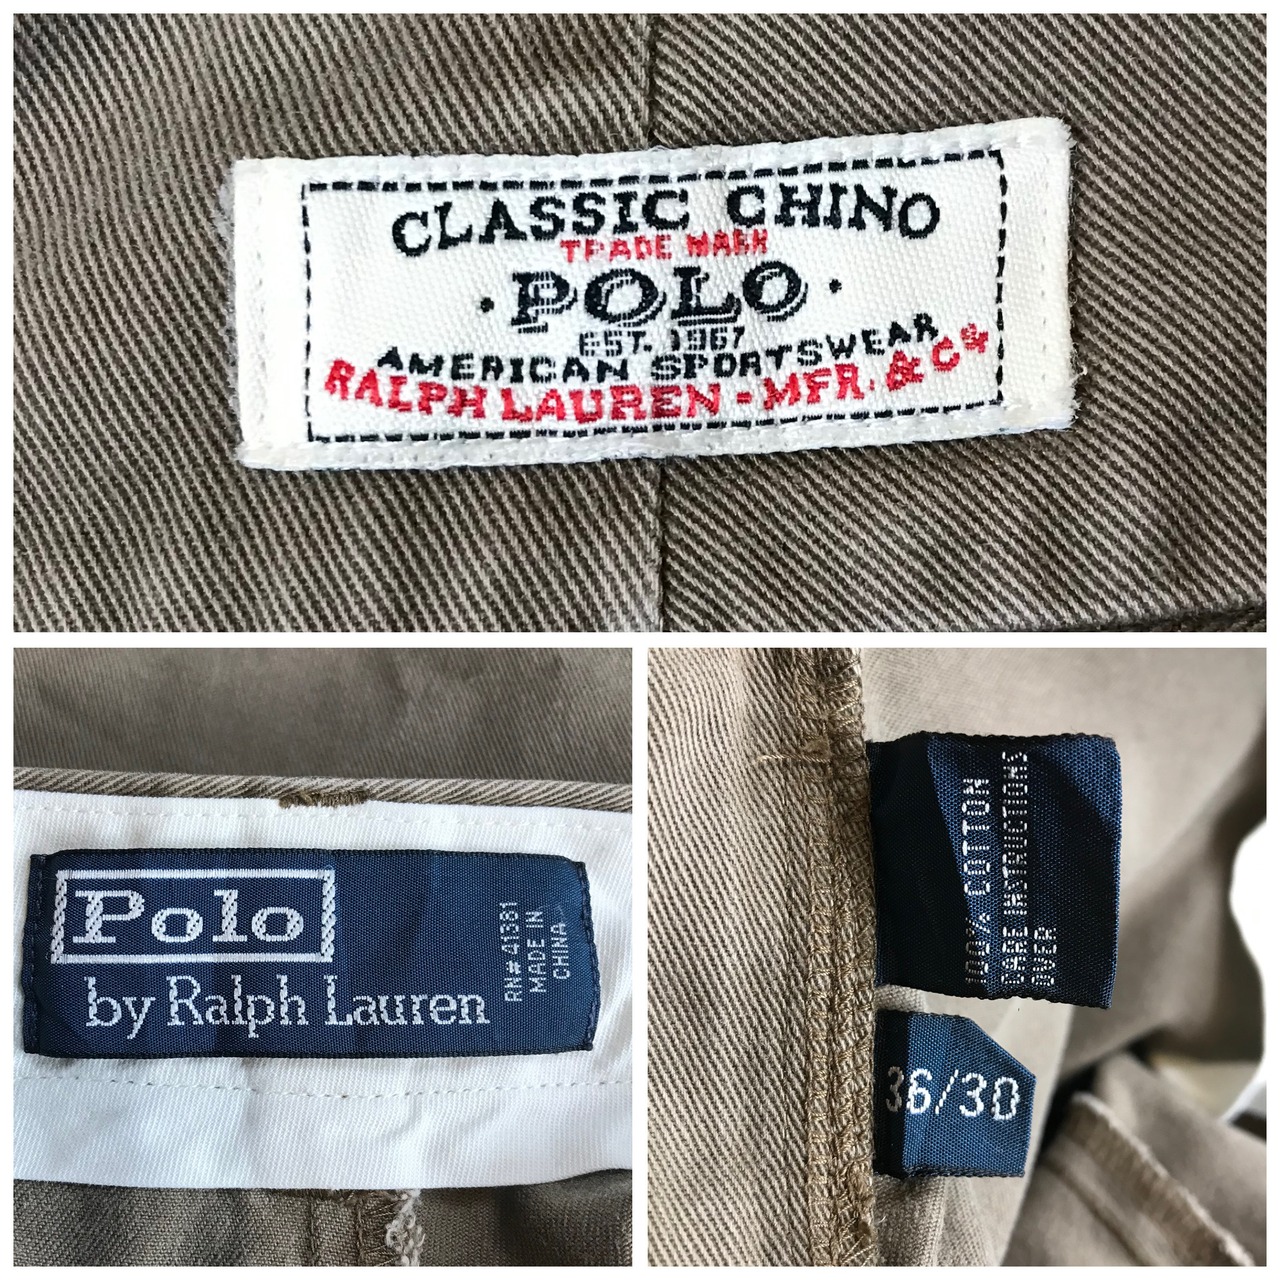 CLASSIC CHINO
TRADE MARK
· POLO ·
EST. 1967
AMERICAN SPORTSWEAR
RALPH LAUREN - MFR. & Cº
Polo
by Ralph Lauren
RN# 41381
MADE IN
CHINA
100% COTTON
CARE INSTRUCTIONS
OVER
36/30